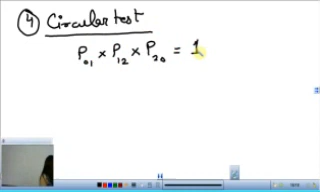 ④ Circular test
P₀₁ × P₁₂ × P₂₀ = 1